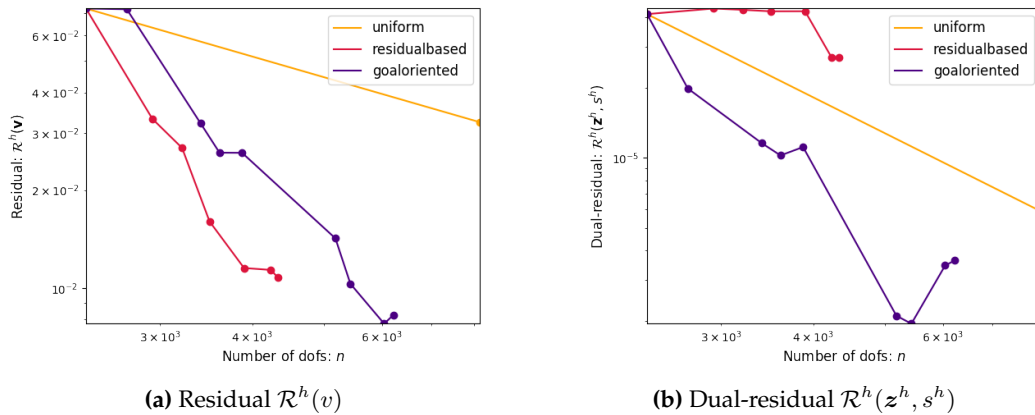 6 × 10⁻²
4 × 10⁻²
3 × 10⁻²
2 × 10⁻²
10⁻²
Residual: ℛʰ(𝐯)
uniform
residualbased
goaloriented
3 × 10³
4 × 10³
6 × 10³
Number of dofs: n
(a) Residual ℛʰ(v)
10⁻⁵
Dual-residual: ℛʰ(𝒛ʰ, sʰ)
uniform
residualbased
goaloriented
3 × 10³
4 × 10³
6 × 10³
Number of dofs: n
(b) Dual-residual ℛʰ(𝒛ʰ, sʰ)